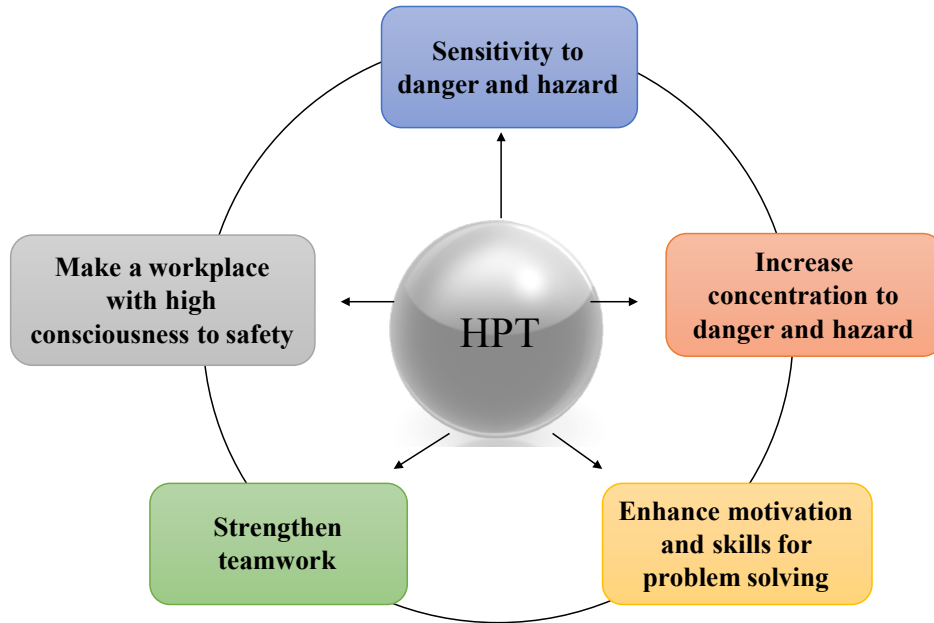 Sensitivity to
danger and hazard
Make a workplace
with high
consciousness to safety
HPT
Increase
concentration to
danger and hazard
Strengthen
teamwork
Enhance motivation
and skills for
problem solving